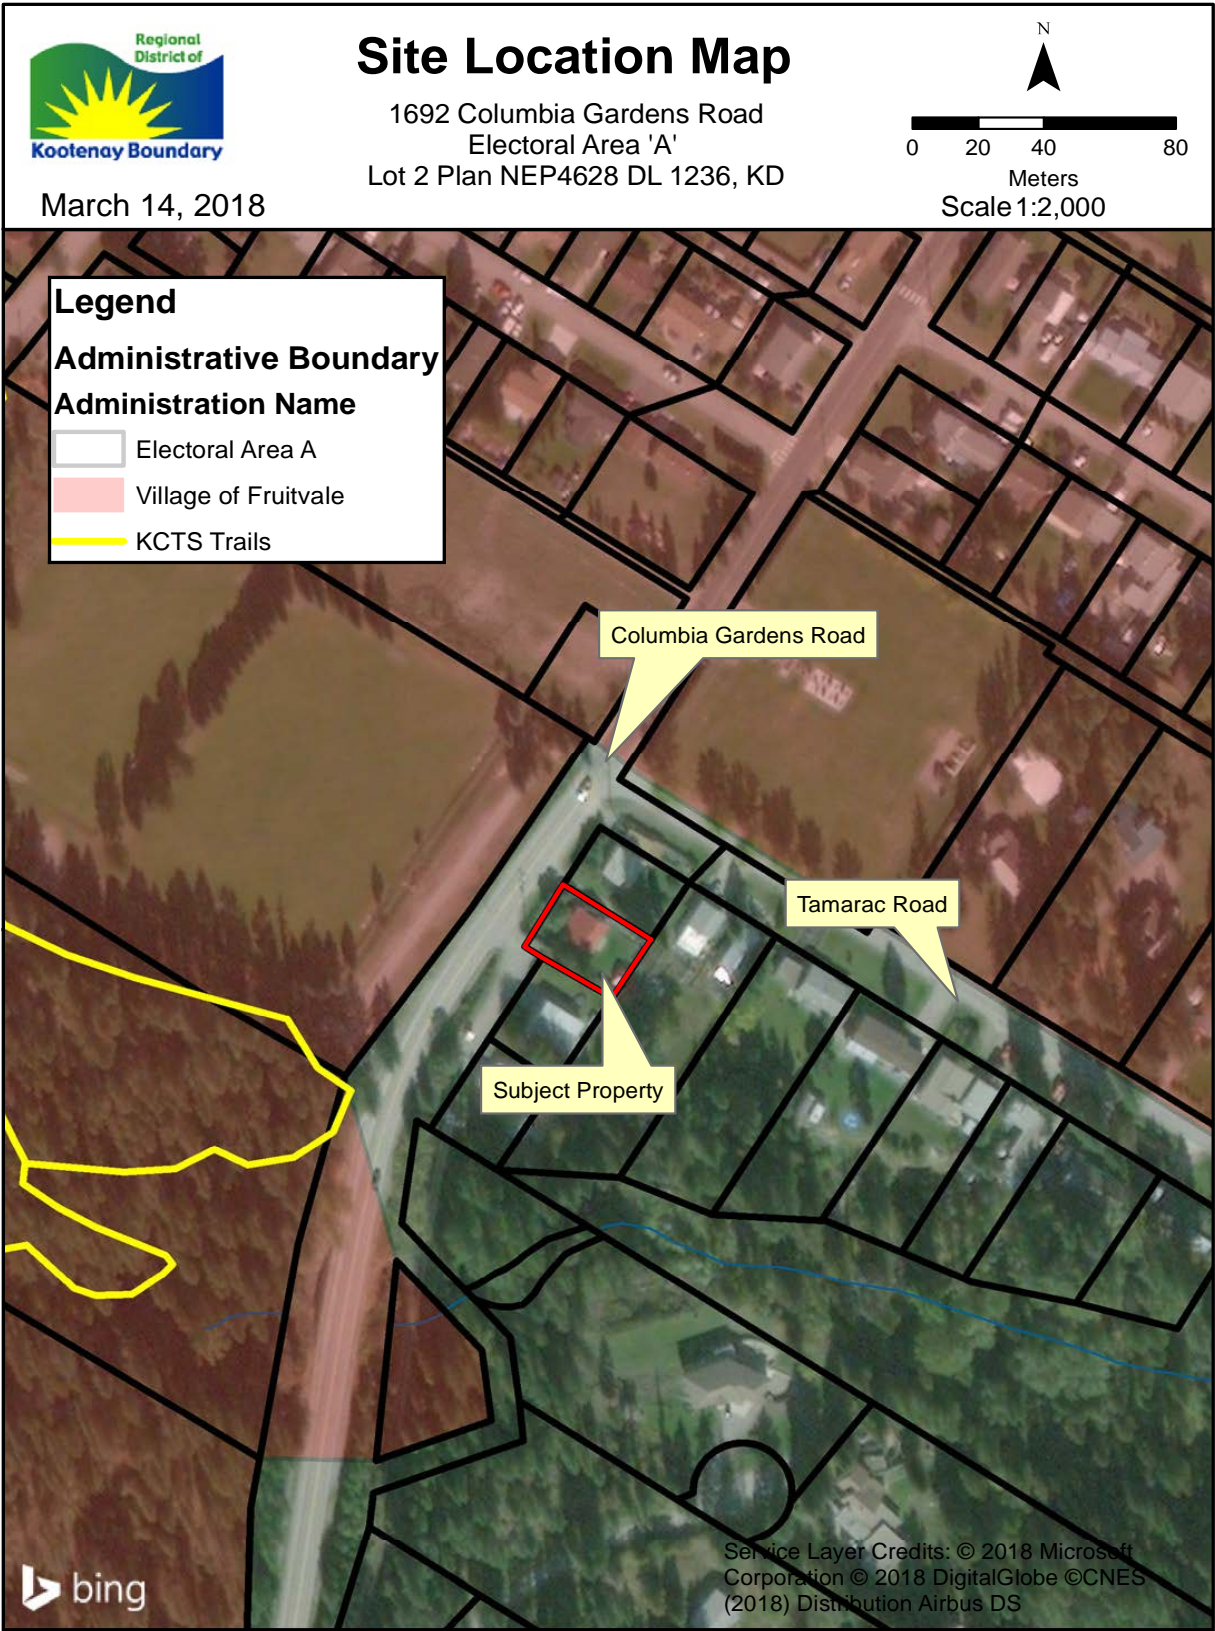 Regional
District of
Kootenay Boundary
March 14, 2018
Site Location Map
1692 Columbia Gardens Road
Electoral Area 'A'
Lot 2 Plan NEP4628 DL 1236, KD
N
0 20 40 80
Meters
Scale 1:2,000
Legend
Administrative Boundary
Administration Name
Electoral Area A
Village of Fruitvale
KCTS Trails
Columbia Gardens Road
Tamarac Road
Subject Property
bing
Service Layer Credits: © 2018 Microsoft
Corporation © 2018 DigitalGlobe ©CNES
(2018) Distribution Airbus DS